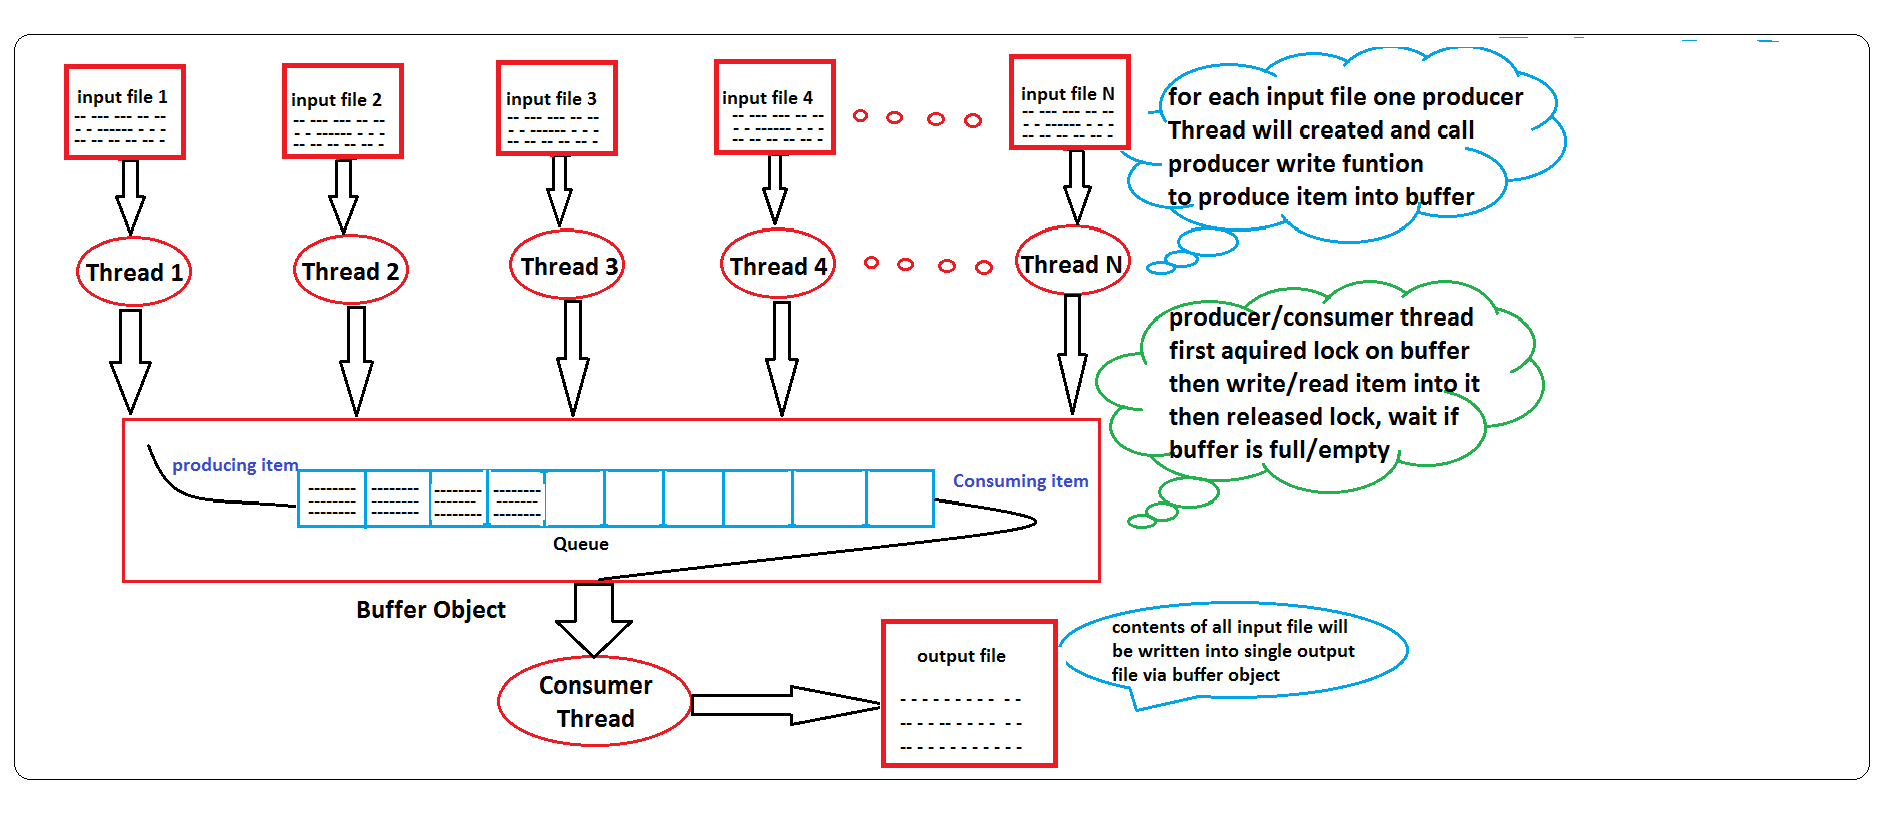 input file 1
input file 2
input file 3
input file 4
input file N
for each input file one producer
Thread will created and call
producer write funtion
to produce item into buffer
Thread 1
Thread 2
Thread 3
Thread 4
Thread N
producer/consumer thread
first aquired lock on buffer
then write/read item into it
then released lock, wait if
buffer is full/empty
producing item
Consuming item
Queue
Buffer Object
Consumer
Thread
output file
contents of all input file will
be written into single output
file via buffer object